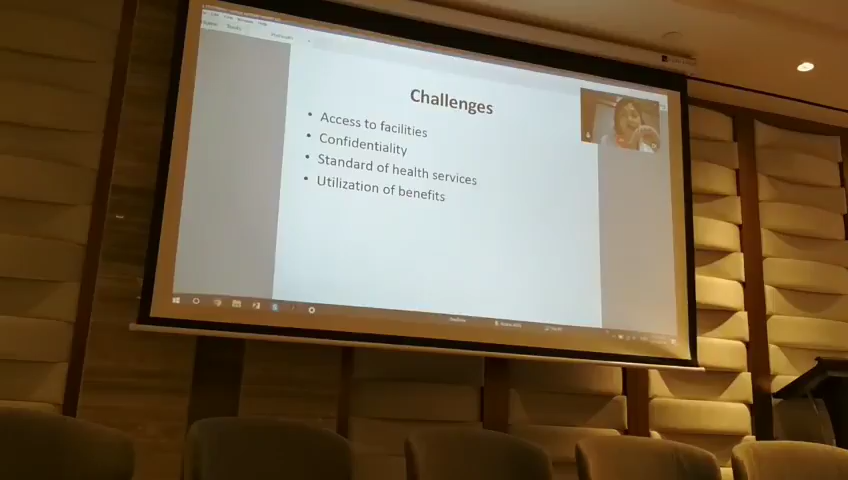 Challenges
• Access to facilities
• Confidentiality
• Standard of health services
• Utilization of benefits